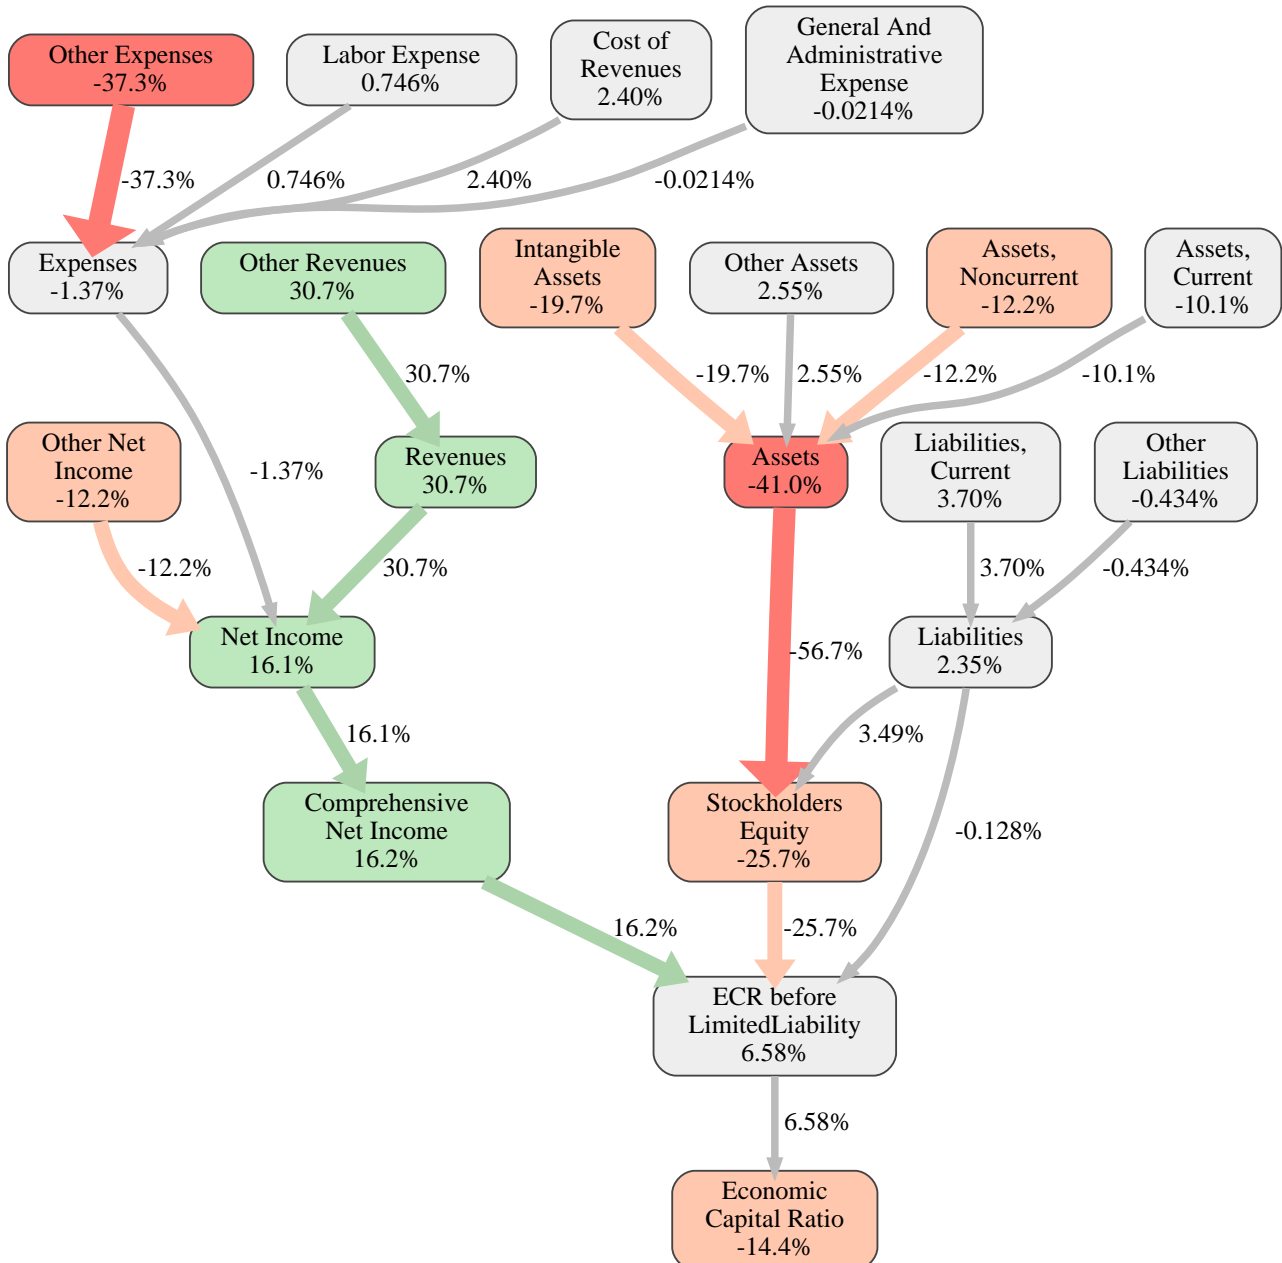 Other Expenses
-37.3%
Labor Expense
0.746%
Cost of
Revenues
2.40%
General And
Administrative
Expense
-0.0214%
-37.3%
0.746%
2.40%
-0.0214%
Expenses
-1.37%
Other Revenues
30.7%
Intangible
Assets
-19.7%
Other Assets
2.55%
Assets,
Noncurrent
-12.2%
Assets,
Current
-10.1%
30.7%
-19.7%
2.55%
-12.2%
-10.1%
Other Net
Income
-12.2%
-1.37%
Revenues
30.7%
Assets
-41.0%
Liabilities,
Current
3.70%
Other
Liabilities
-0.434%
-12.2%
30.7%
3.70%
-0.434%
Net Income
16.1%
-56.7%
Liabilities
2.35%
16.1%
3.49%
Comprehensive
Net Income
16.2%
Stockholders
Equity
-25.7%
-0.128%
16.2%
-25.7%
ECR before
LimitedLiability
6.58%
6.58%
Economic
Capital Ratio
-14.4%